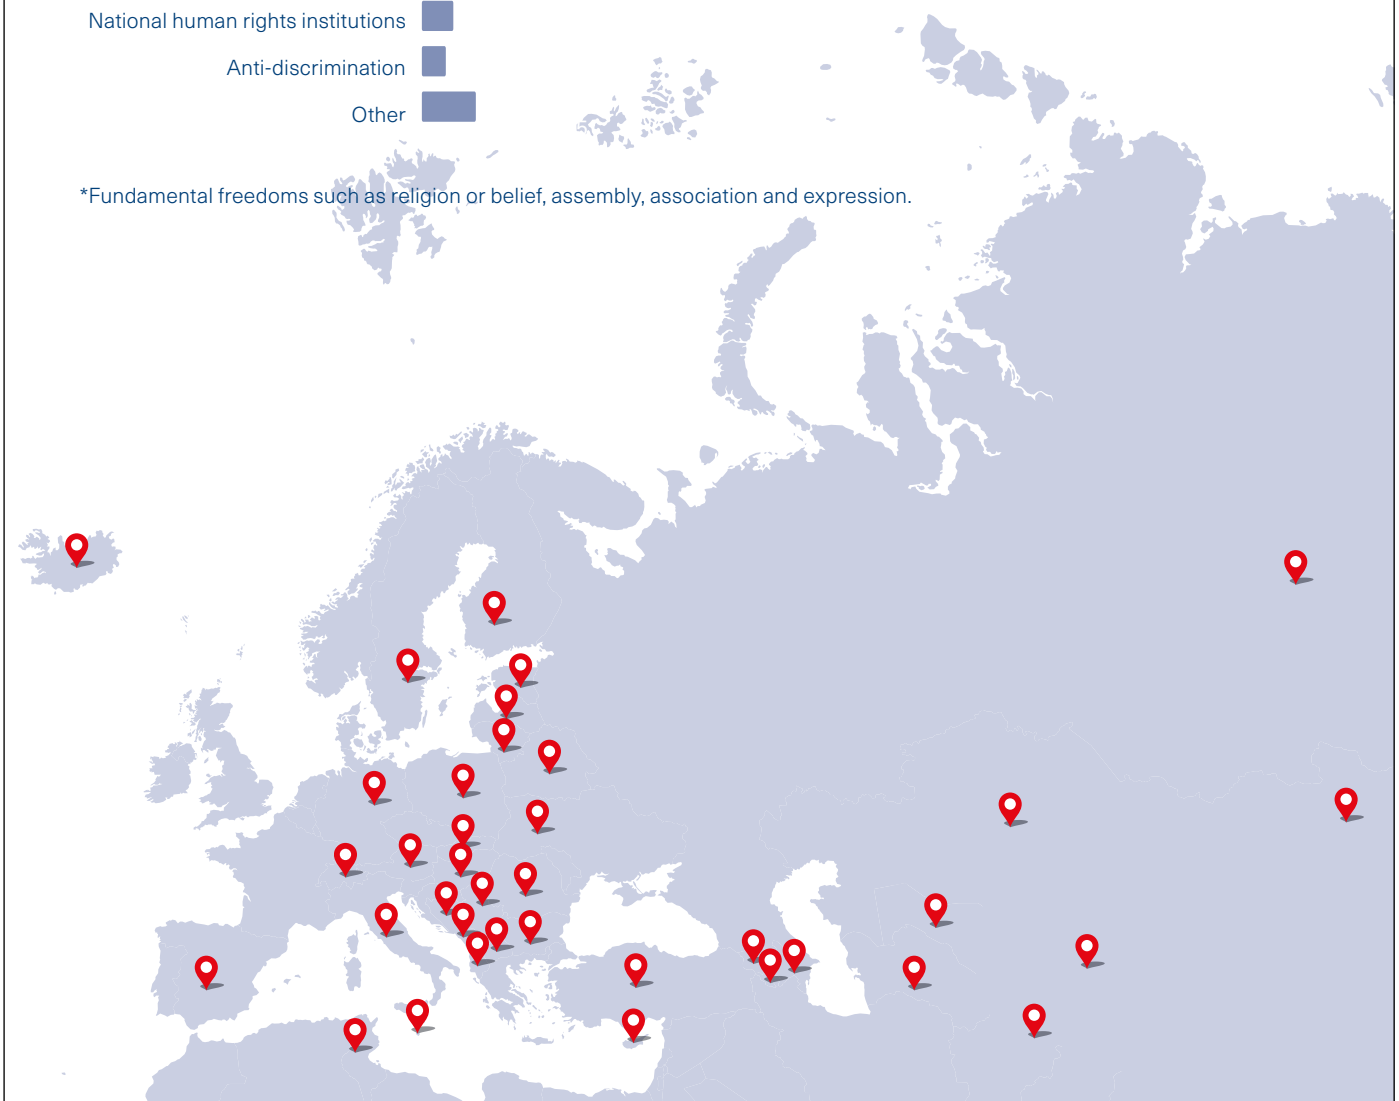 National human rights institutions
Anti-discrimination
Other
*Fundamental freedoms such as religion or belief, assembly, association and expression.